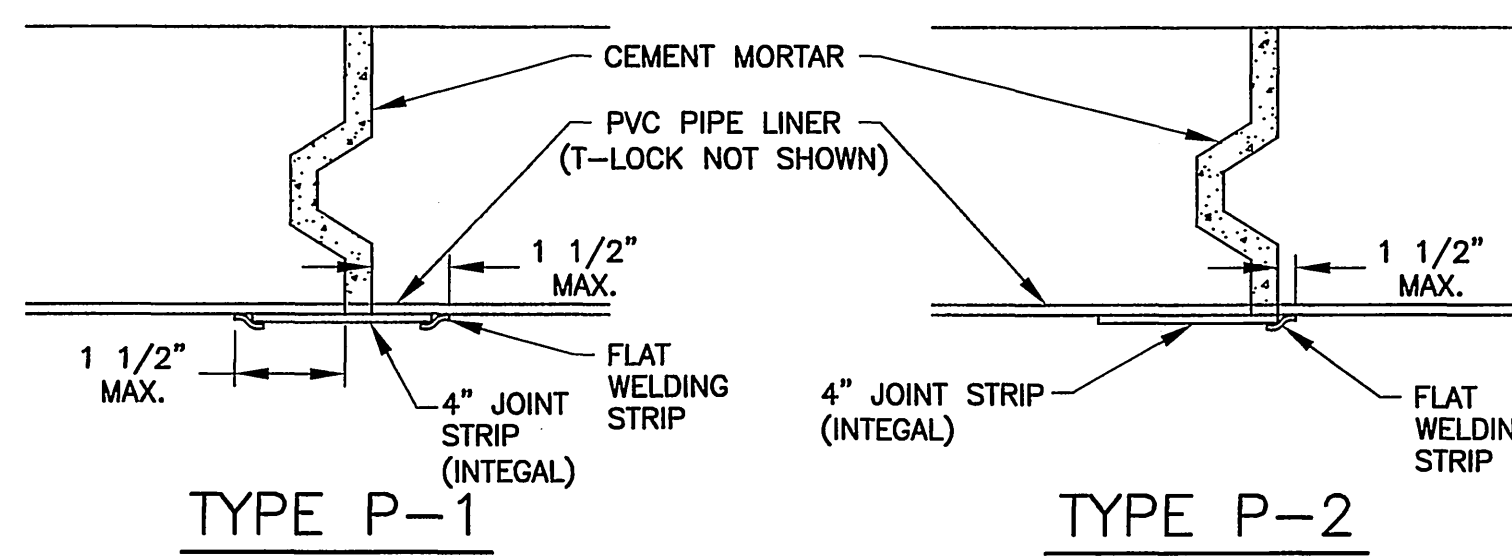 CEMENT MORTAR
PVC PIPE LINER
(T-LOCK NOT SHOWN)
1 1/2"
MAX.
1 1/2"
MAX.
4" JOINT
STRIP
(INTEGAL)
FLAT
WELDING
STRIP
TYPE P-1
1 1/2"
MAX.
4" JOINT STRIP
(INTEGAL)
FLAT
WELDIN
STRIP
TYPE P-2